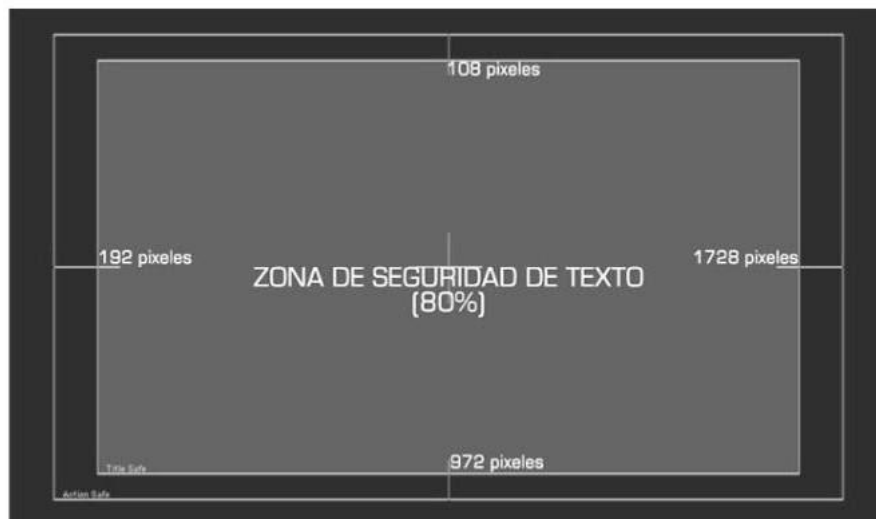 108 pixeles
192 pixeles
1728 pixeles
ZONA DE SEGURIDAD DE TEXTO
(80%)
972 pixeles
Title Safe
Action Safe